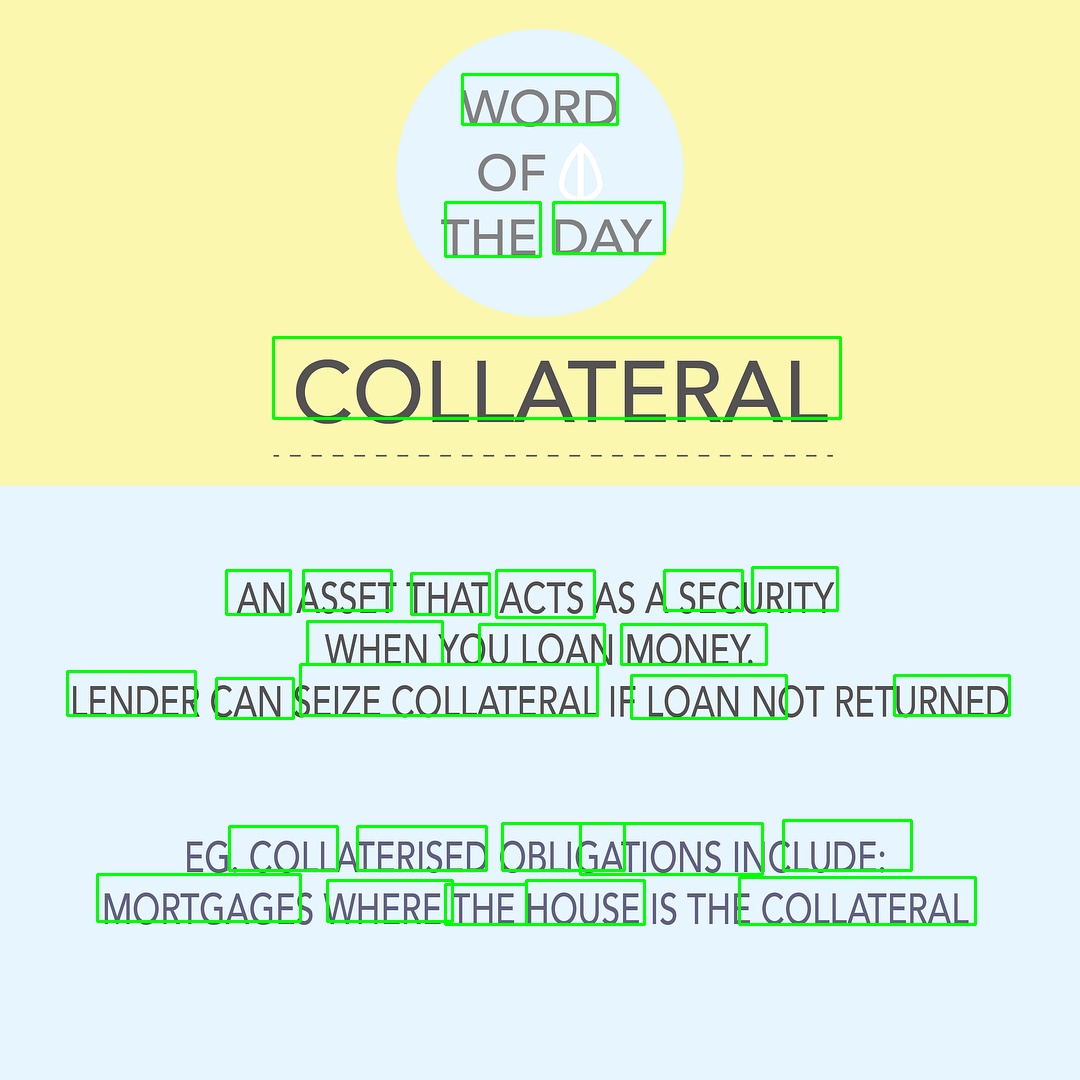 WORD
OF
THE DAY
COLLATERAL
AN ASSET THAT ACTS AS A SECURITY
WHEN YOU LOAN MONEY.
LENDER CAN SEIZE COLLATERAL IF LOAN NOT RETURNED
EG. COLLATERISED OBLIGATIONS INCLUDE:
MORTGAGES WHERE THE HOUSE IS THE COLLATERAL